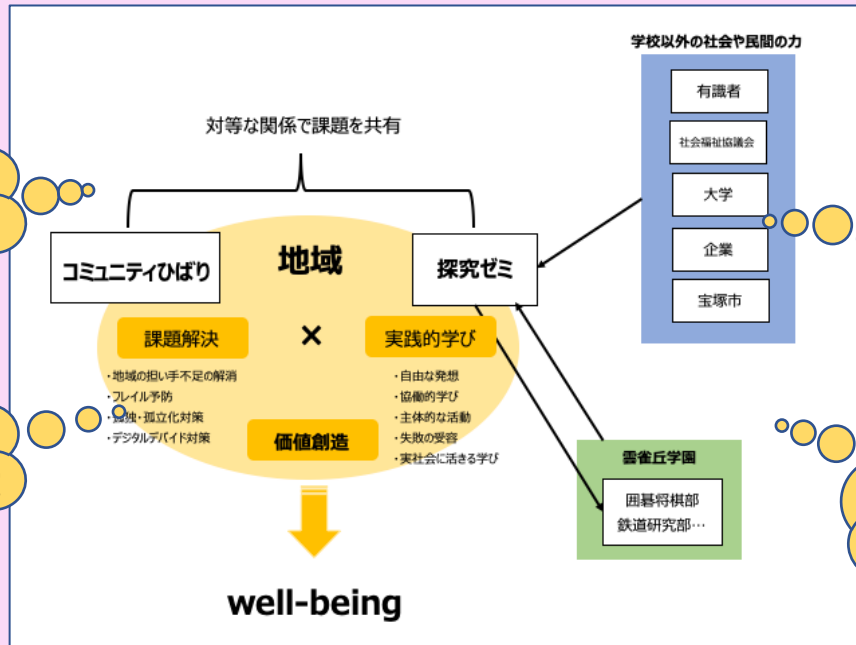 学校以外の社会や民間の力
有識者
社会福祉協議会
大学
企業
宝塚市
対等な関係で課題を共有
コミュニティひばり
地域
探究ゼミ
課題解決
×
実践的学び
・地域の担い手不足の解消
・フレイル予防
・孤独・孤立化対策
・デジタルデバイド対策
・自由な発想
・協働的学び
・主体的な活動
・失敗の受容
・実社会に活きる学び
価値創造
雲雀丘学園
囲碁将棋部
鉄道研究部…
well-being